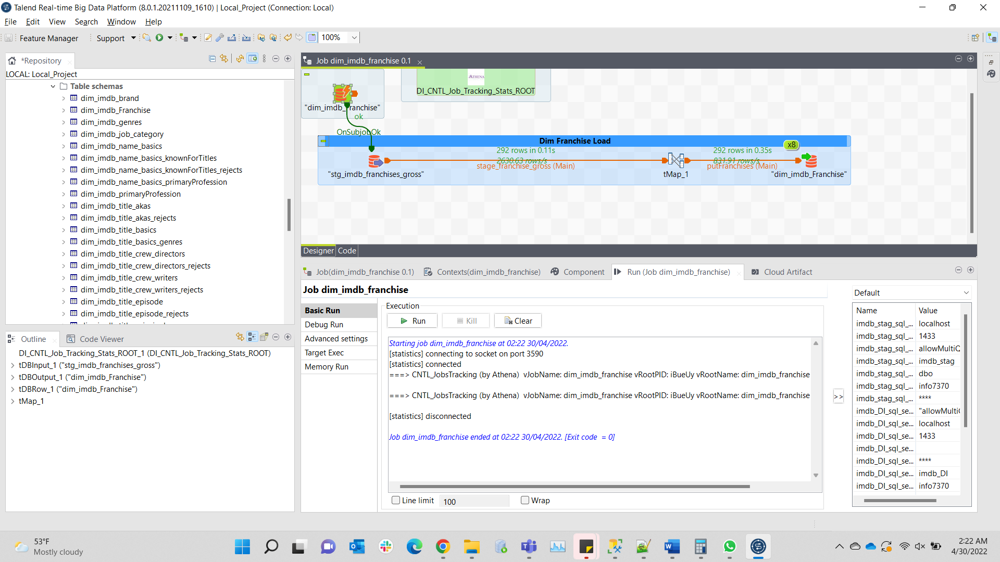 Talend Real-time Big Data Platform (8.0.1.20211109_1610) | Local_Project (Connection: Local)
File Edit View Search Window Help
Feature Manager Support 100%
*Repository
LOCAL: Local_Project
Table schemas
dim_imdb_brand
dim_imdb_Franchise
dim_imdb_genres
dim_imdb_job_category
dim_imdb_name_basics
dim_imdb_name_basics_knownForTitles
dim_imdb_name_basics_knownForTitles_rejects
dim_imdb_name_basics_primaryProfession
dim_imdb_primaryProfession
dim_imdb_title_akas
dim_imdb_title_akas_rejects
dim_imdb_title_basics
dim_imdb_title_basics_genres
dim_imdb_title_crew_directors
dim_imdb_title_crew_directors_rejects
dim_imdb_title_crew_writers
dim_imdb_title_crew_writers_rejects
dim_imdb_title_episode
dim_imdb_title_episode_rejects
Outline Code Viewer
DI_CNTL_Job_Tracking_Stats_ROOT_1 (DI_CNTL_Job_Tracking_Stats_ROOT)
tDBInput_1 ("stg_imdb_franchises_gross")
tDBOutput_1 ("dim_imdb_Franchise")
tDBRow_1 ("dim_imdb_Franchise")
tMap_1
Job dim_imdb_franchise 0.1
ATHENA
DI_CNTL_Job_Tracking_Stats_ROOT
"dim_imdb_Franchise"
ok
OnSubjobOk
Dim Franchise Load
x8
292 rows in 0.11s
2630.63 rows/s
stage_franchise_gross (Main)
292 rows in 0.35s
831.91 rows/s
putFranchises (Main)
"stg_imdb_franchises_gross" tMap_1 "dim_imdb_Franchise"
Designer Code
Job(dim_imdb_franchise 0.1) Contexts(dim_imdb_franchise) Component Run (Job dim_imdb_franchise) Cloud Artifact
Job dim_imdb_franchise
Basic Run
Debug Run
Advanced settings
Target Exec
Memory Run
Execution
Run Kill Clear
Starting job dim_imdb_franchise at 02:22 30/04/2022.
[statistics] connecting to socket on port 3590
[statistics] connected
===> CNTL_JobsTracking (by Athena) vJobName: dim_imdb_franchise vRootPID: iBueUy vRootName: dim_imdb_franchise
===> CNTL_JobsTracking (by Athena) vJobName: dim_imdb_franchise vRootPID: iBueUy vRootName: dim_imdb_franchise
[statistics] disconnected
Job dim_imdb_franchise ended at 02:22 30/04/2022. [Exit code = 0]
Line limit 100 Wrap
>>
Default
Name Value
imdb_stag_sql_... localhost
imdb_stag_sql_... 1433
imdb_stag_sql_... allowMultiQ
imdb_stag_sql_... imdb_stag
imdb_stag_sql_... dbo
imdb_stag_sql_... info7370
imdb_stag_sql_... ****
imdb_DI_sql_se... "allowMulti
imdb_DI_sql_se... localhost
imdb_DI_sql_se... 1433
imdb_DI_sql_se...
imdb_DI_sql_se... ****
imdb_DI_sql_se... imdb_DI
imdb_DI_sql_se... info7370
53°F
Mostly cloudy
2:22 AM
4/30/2022